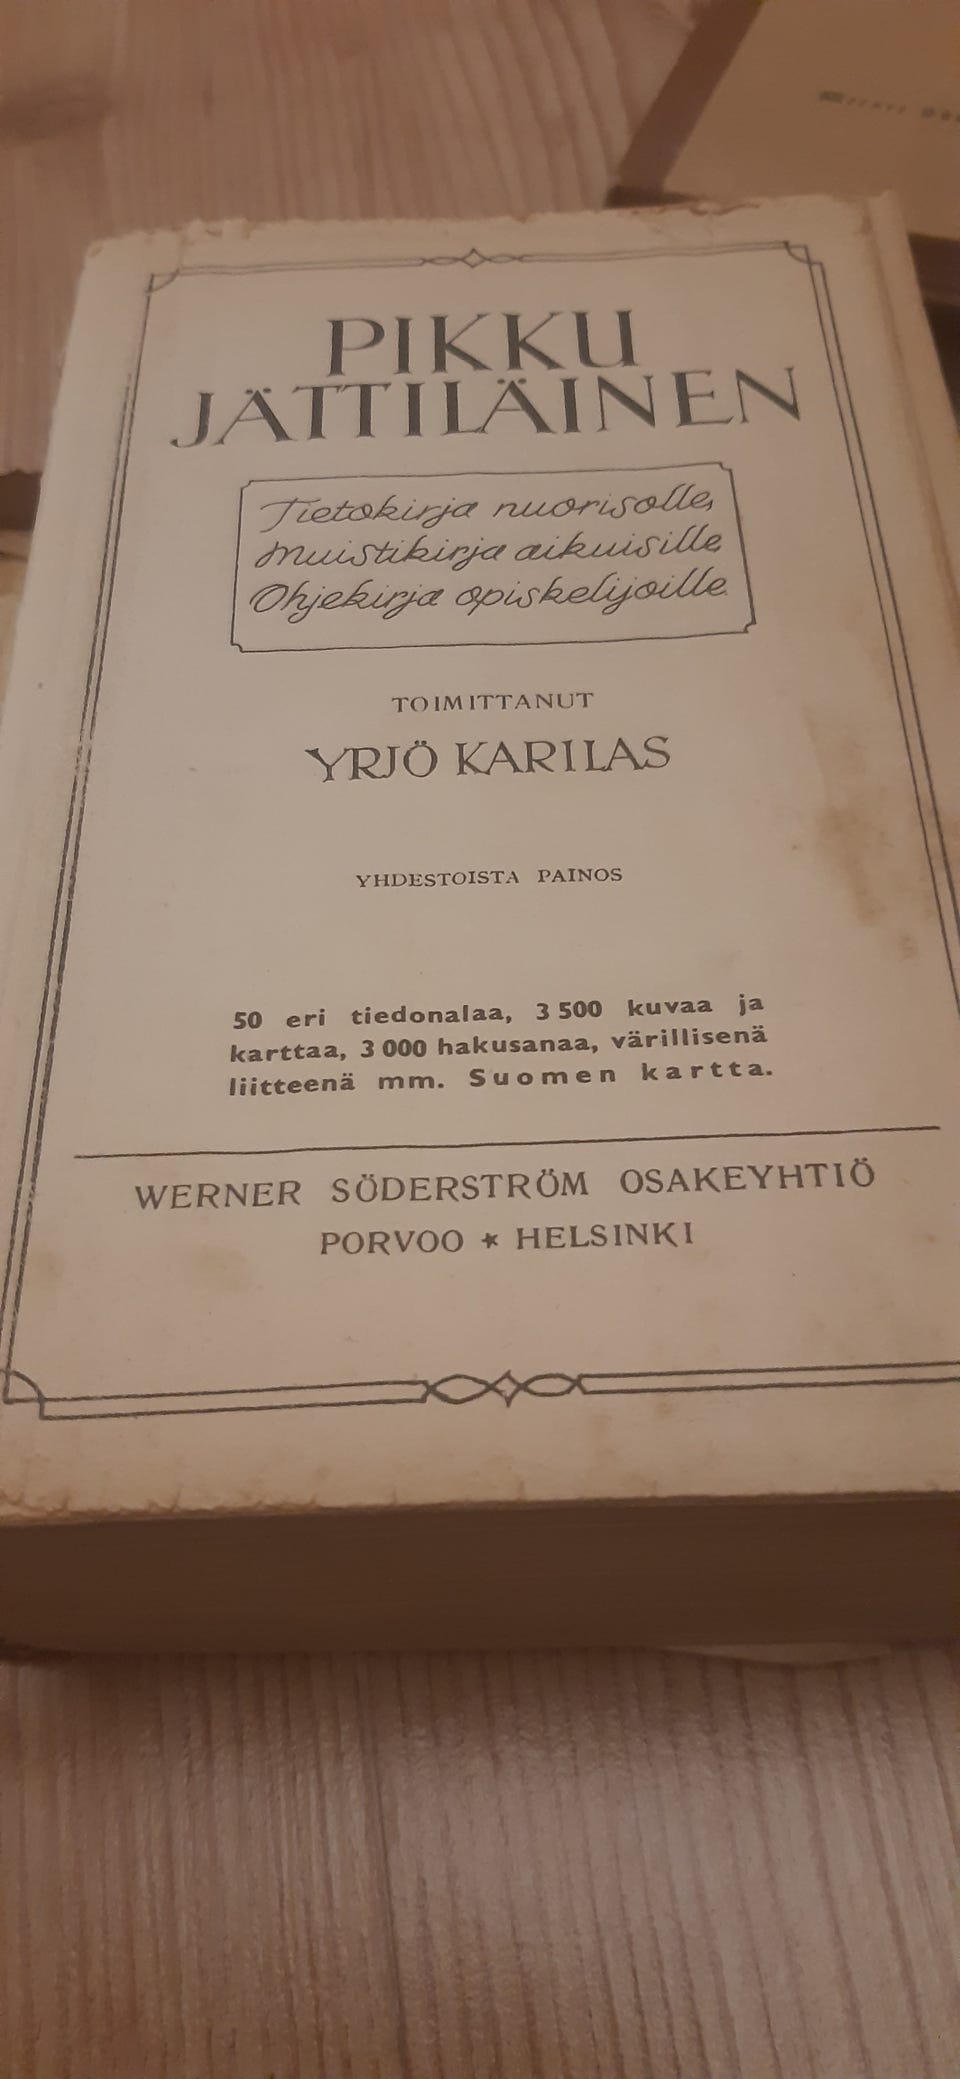 PIKKU
JÄTTILÄINEN
Tietokirja nuorisolle,
Muistikirja aikuisille,
Ohjekirja opiskelijoille.
TOIMITTANUT
YRJÖ KARILAS
YHDESTOISTA PAINOS
50 eri tiedonalaa, 3 500 kuvaa ja
karttaa, 3 000 hakusanaa, värillisenä
liitteenä mm. Suomen kartta.
WERNER SÖDERSTRÖM OSAKEYHTIÖ
PORVOO * HELSINKI